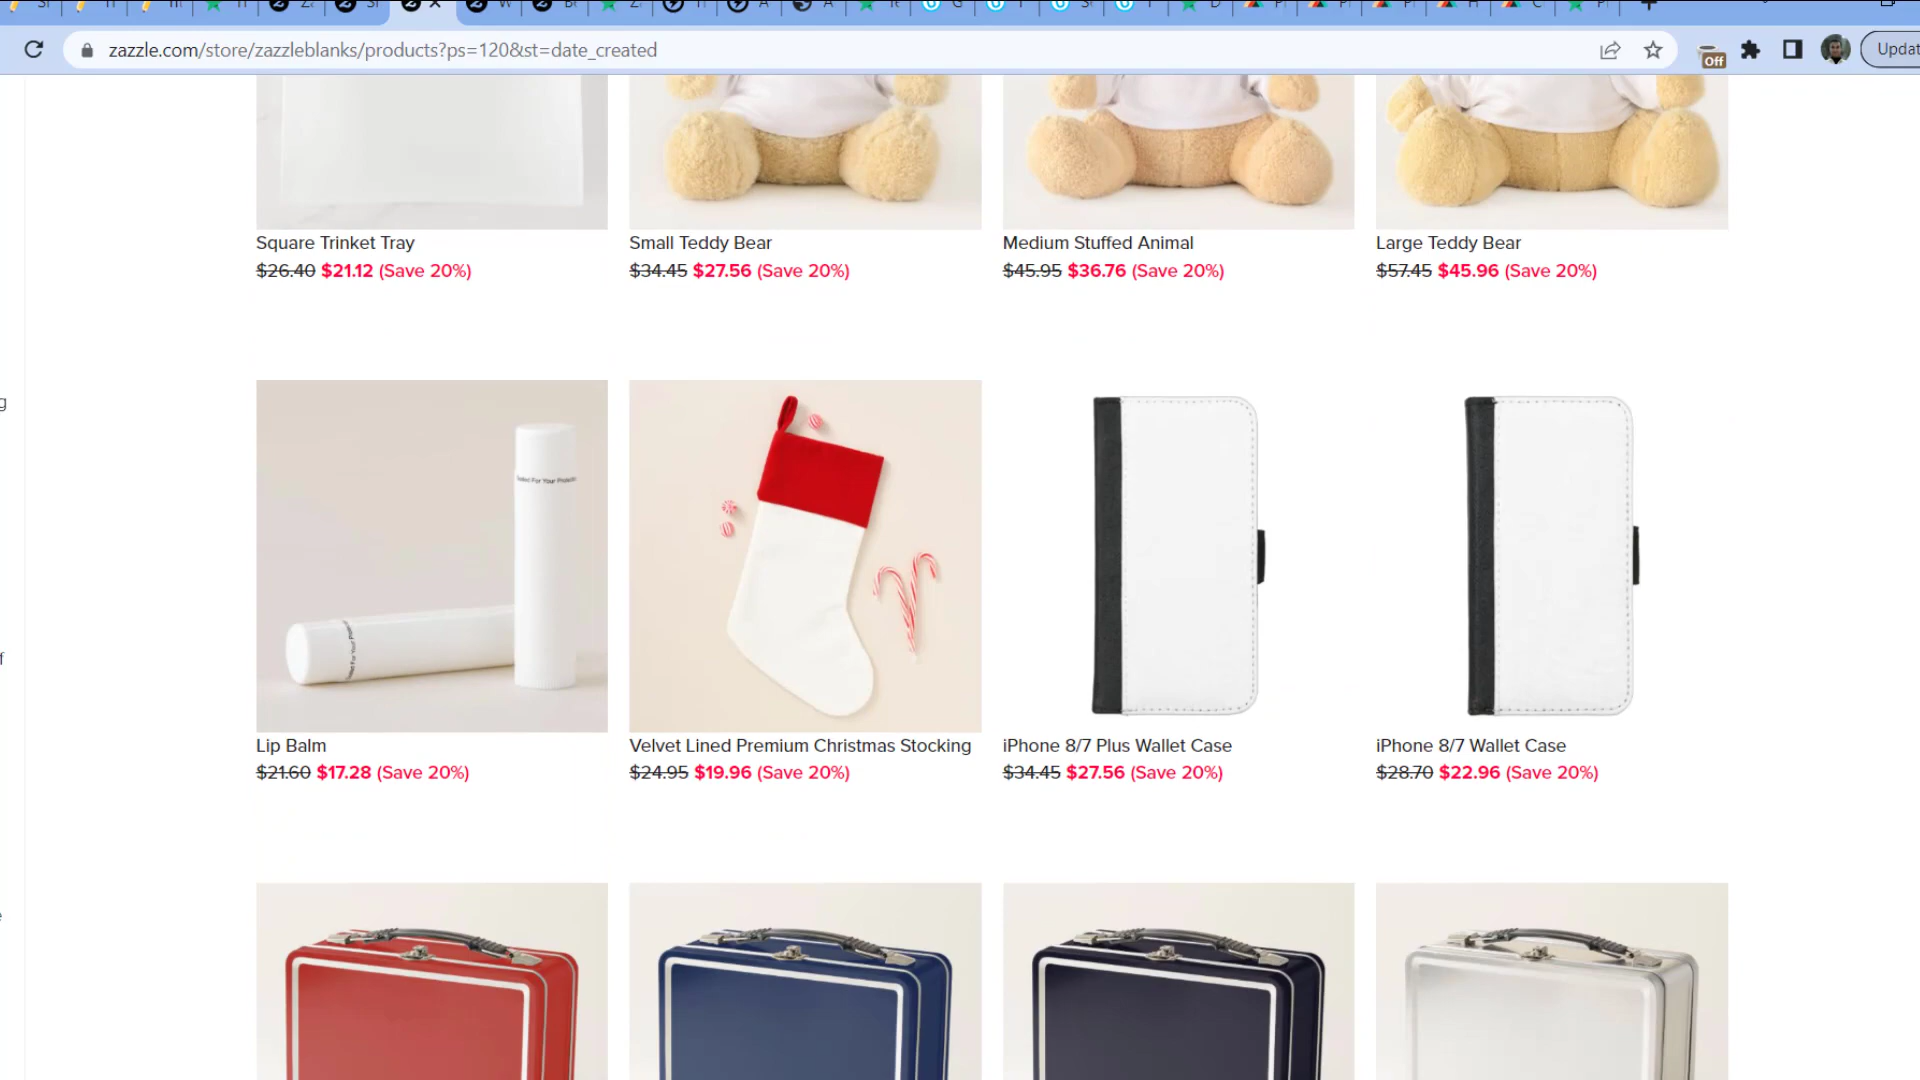 zazzle.com/store/zazzleblanks/products?ps=120&st=date_created
Off
Updat
Square Trinket Tray
$26.40 $21.12 (Save 20%)
Small Teddy Bear
$34.45 $27.56 (Save 20%)
Medium Stuffed Animal
$45.95 $36.76 (Save 20%)
Large Teddy Bear
$57.45 $45.96 (Save 20%)
Lip Balm
$21.60 $17.28 (Save 20%)
Velvet Lined Premium Christmas Stocking
$24.95 $19.96 (Save 20%)
iPhone 8/7 Plus Wallet Case
$34.45 $27.56 (Save 20%)
iPhone 8/7 Wallet Case
$28.70 $22.96 (Save 20%)